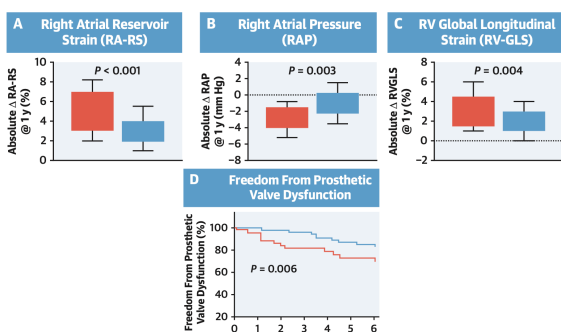 A
Right Atrial Reservoir
Strain (RA-RS)
Absolute Δ RA-RS
@ 1 y (%)
10
8
6
4
2
0
P < 0.001
B
Right Atrial Pressure
(RAP)
Absolute Δ RAP
@ 1 y (mm Hg)
4
2
0
−2
−4
−6
−8
P = 0.003
C
RV Global Longitudinal
Strain (RV-GLS)
Absolute Δ RVGLS
@ 1 y (%)
8
6
4
2
0
−2
P = 0.004
D
Freedom From Prosthetic
Valve Dysfunction
Freedom From Prosthetic
Valve Dysfunction (%)
100
80
60
40
20
P = 0.006
0 1 2 3 4 5 6